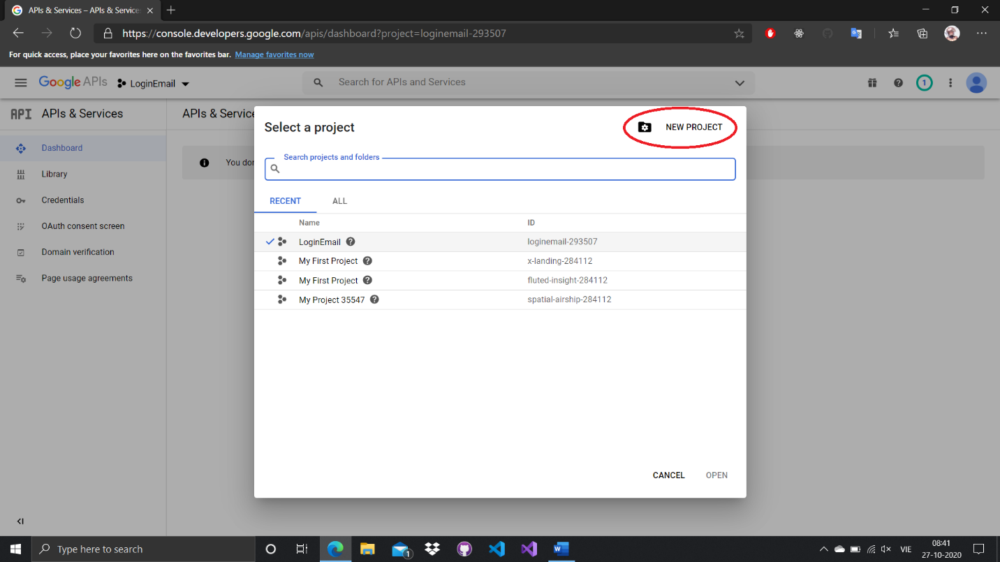 APIs & Services – APIs & Service
https://console.developers.google.com/apis/dashboard?project=loginemail-293507
For quick access, place your favorites here on the favorites bar. Manage favorites now
Google APIs LoginEmail Search for APIs and Services 1
API APIs & Services APIs & Service
Select a project NEW PROJECT
Dashboard
You don
Search projects and folders
Library
Credentials
RECENT ALL
OAuth consent screen
Name ID
LoginEmail loginemail-293507
Domain verification
My First Project x-landing-284112
Page usage agreements
My First Project fluted-insight-284112
My Project 35547 spatial-airship-284112
CANCEL OPEN
Type here to search 1 VIE 08:41
27-10-2020